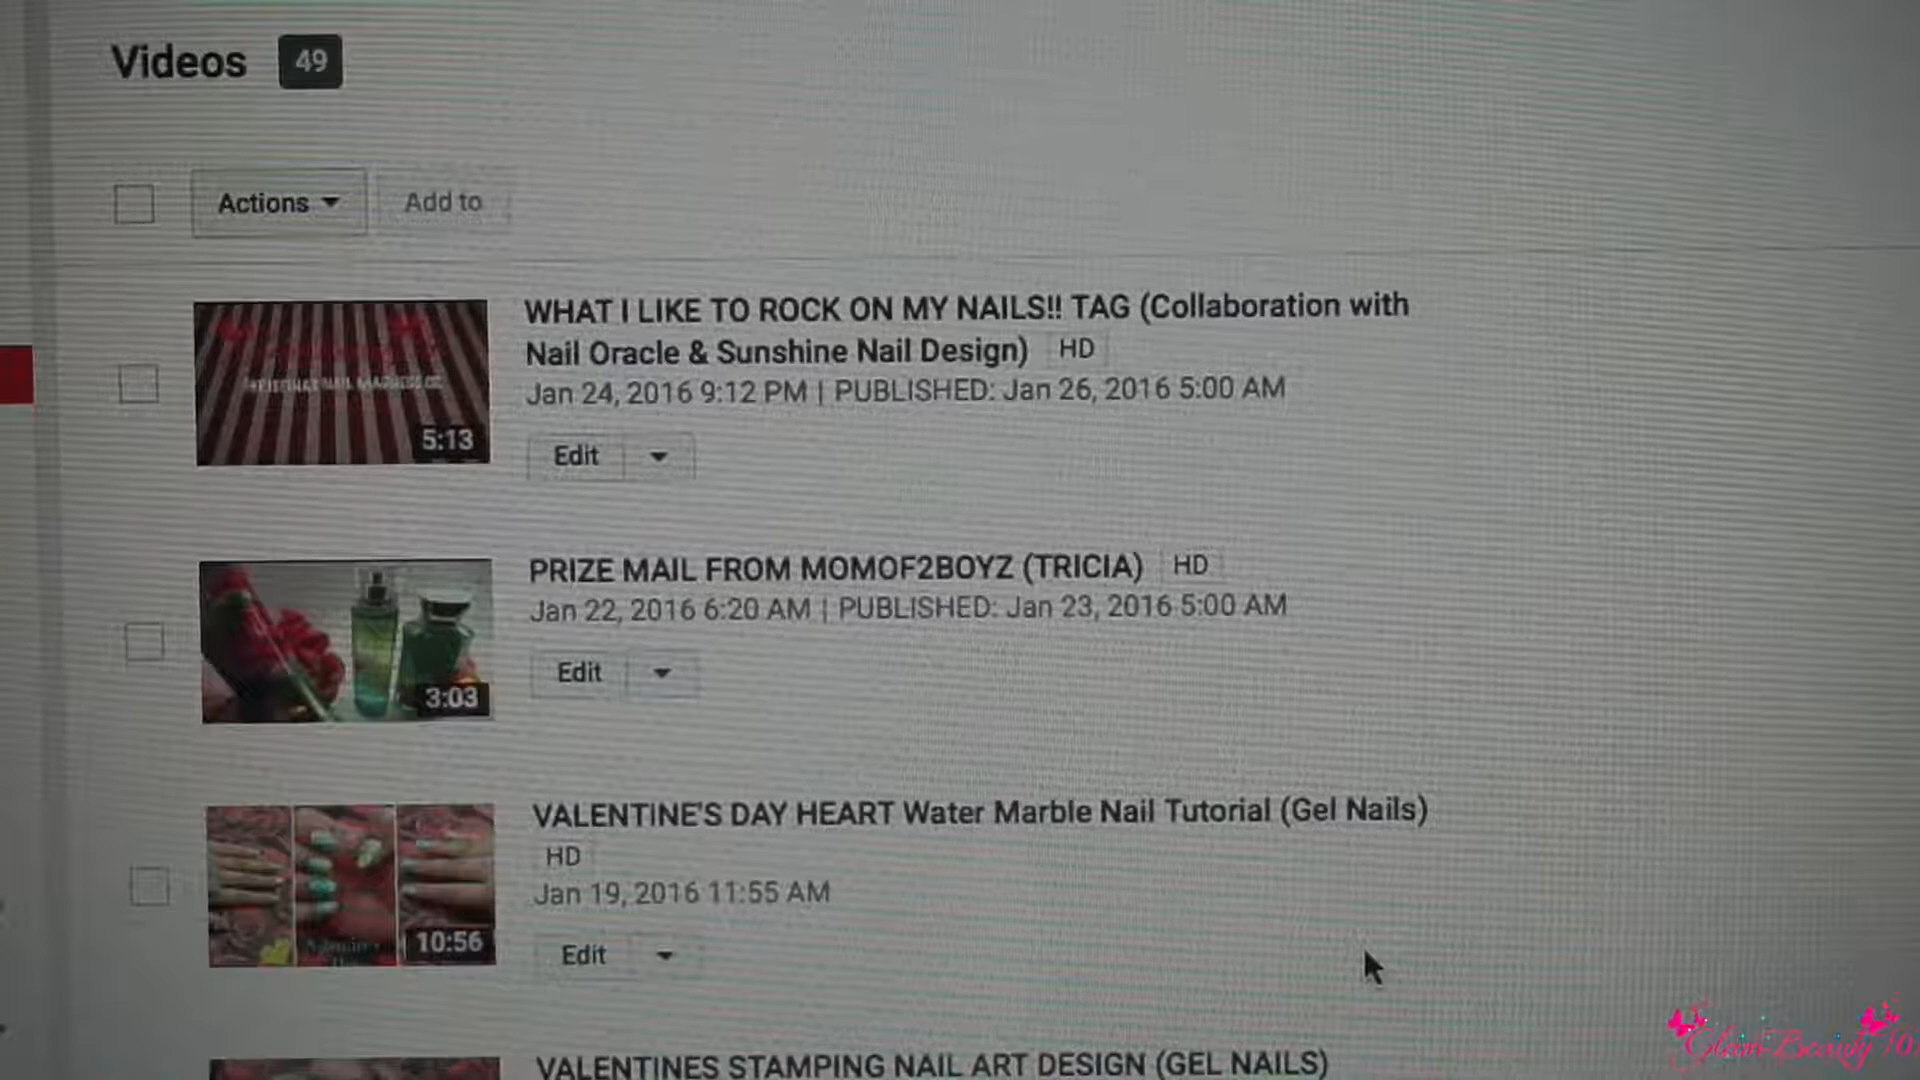 Videos 49
Actions Add to
WHAT I LIKE TO ROCK ON MY NAILS!! TAG (Collaboration with
Nail Oracle & Sunshine Nail Design) HD
Jan 24, 2016 9:12 PM | PUBLISHED: Jan 26, 2016 5:00 AM
5:13
Edit
PRIZE MAIL FROM MOMOF2BOYZ (TRICIA) HD
Jan 22, 2016 6:20 AM | PUBLISHED: Jan 23, 2016 5:00 AM
Edit
3:03
VALENTINE'S DAY HEART Water Marble Nail Tutorial (Gel Nails)
HD
Jan 19, 2016 11:55 AM
10:56
Edit
VALENTINES STAMPING NAIL ART DESIGN (GEL NAILS)
GlamBeauty 10